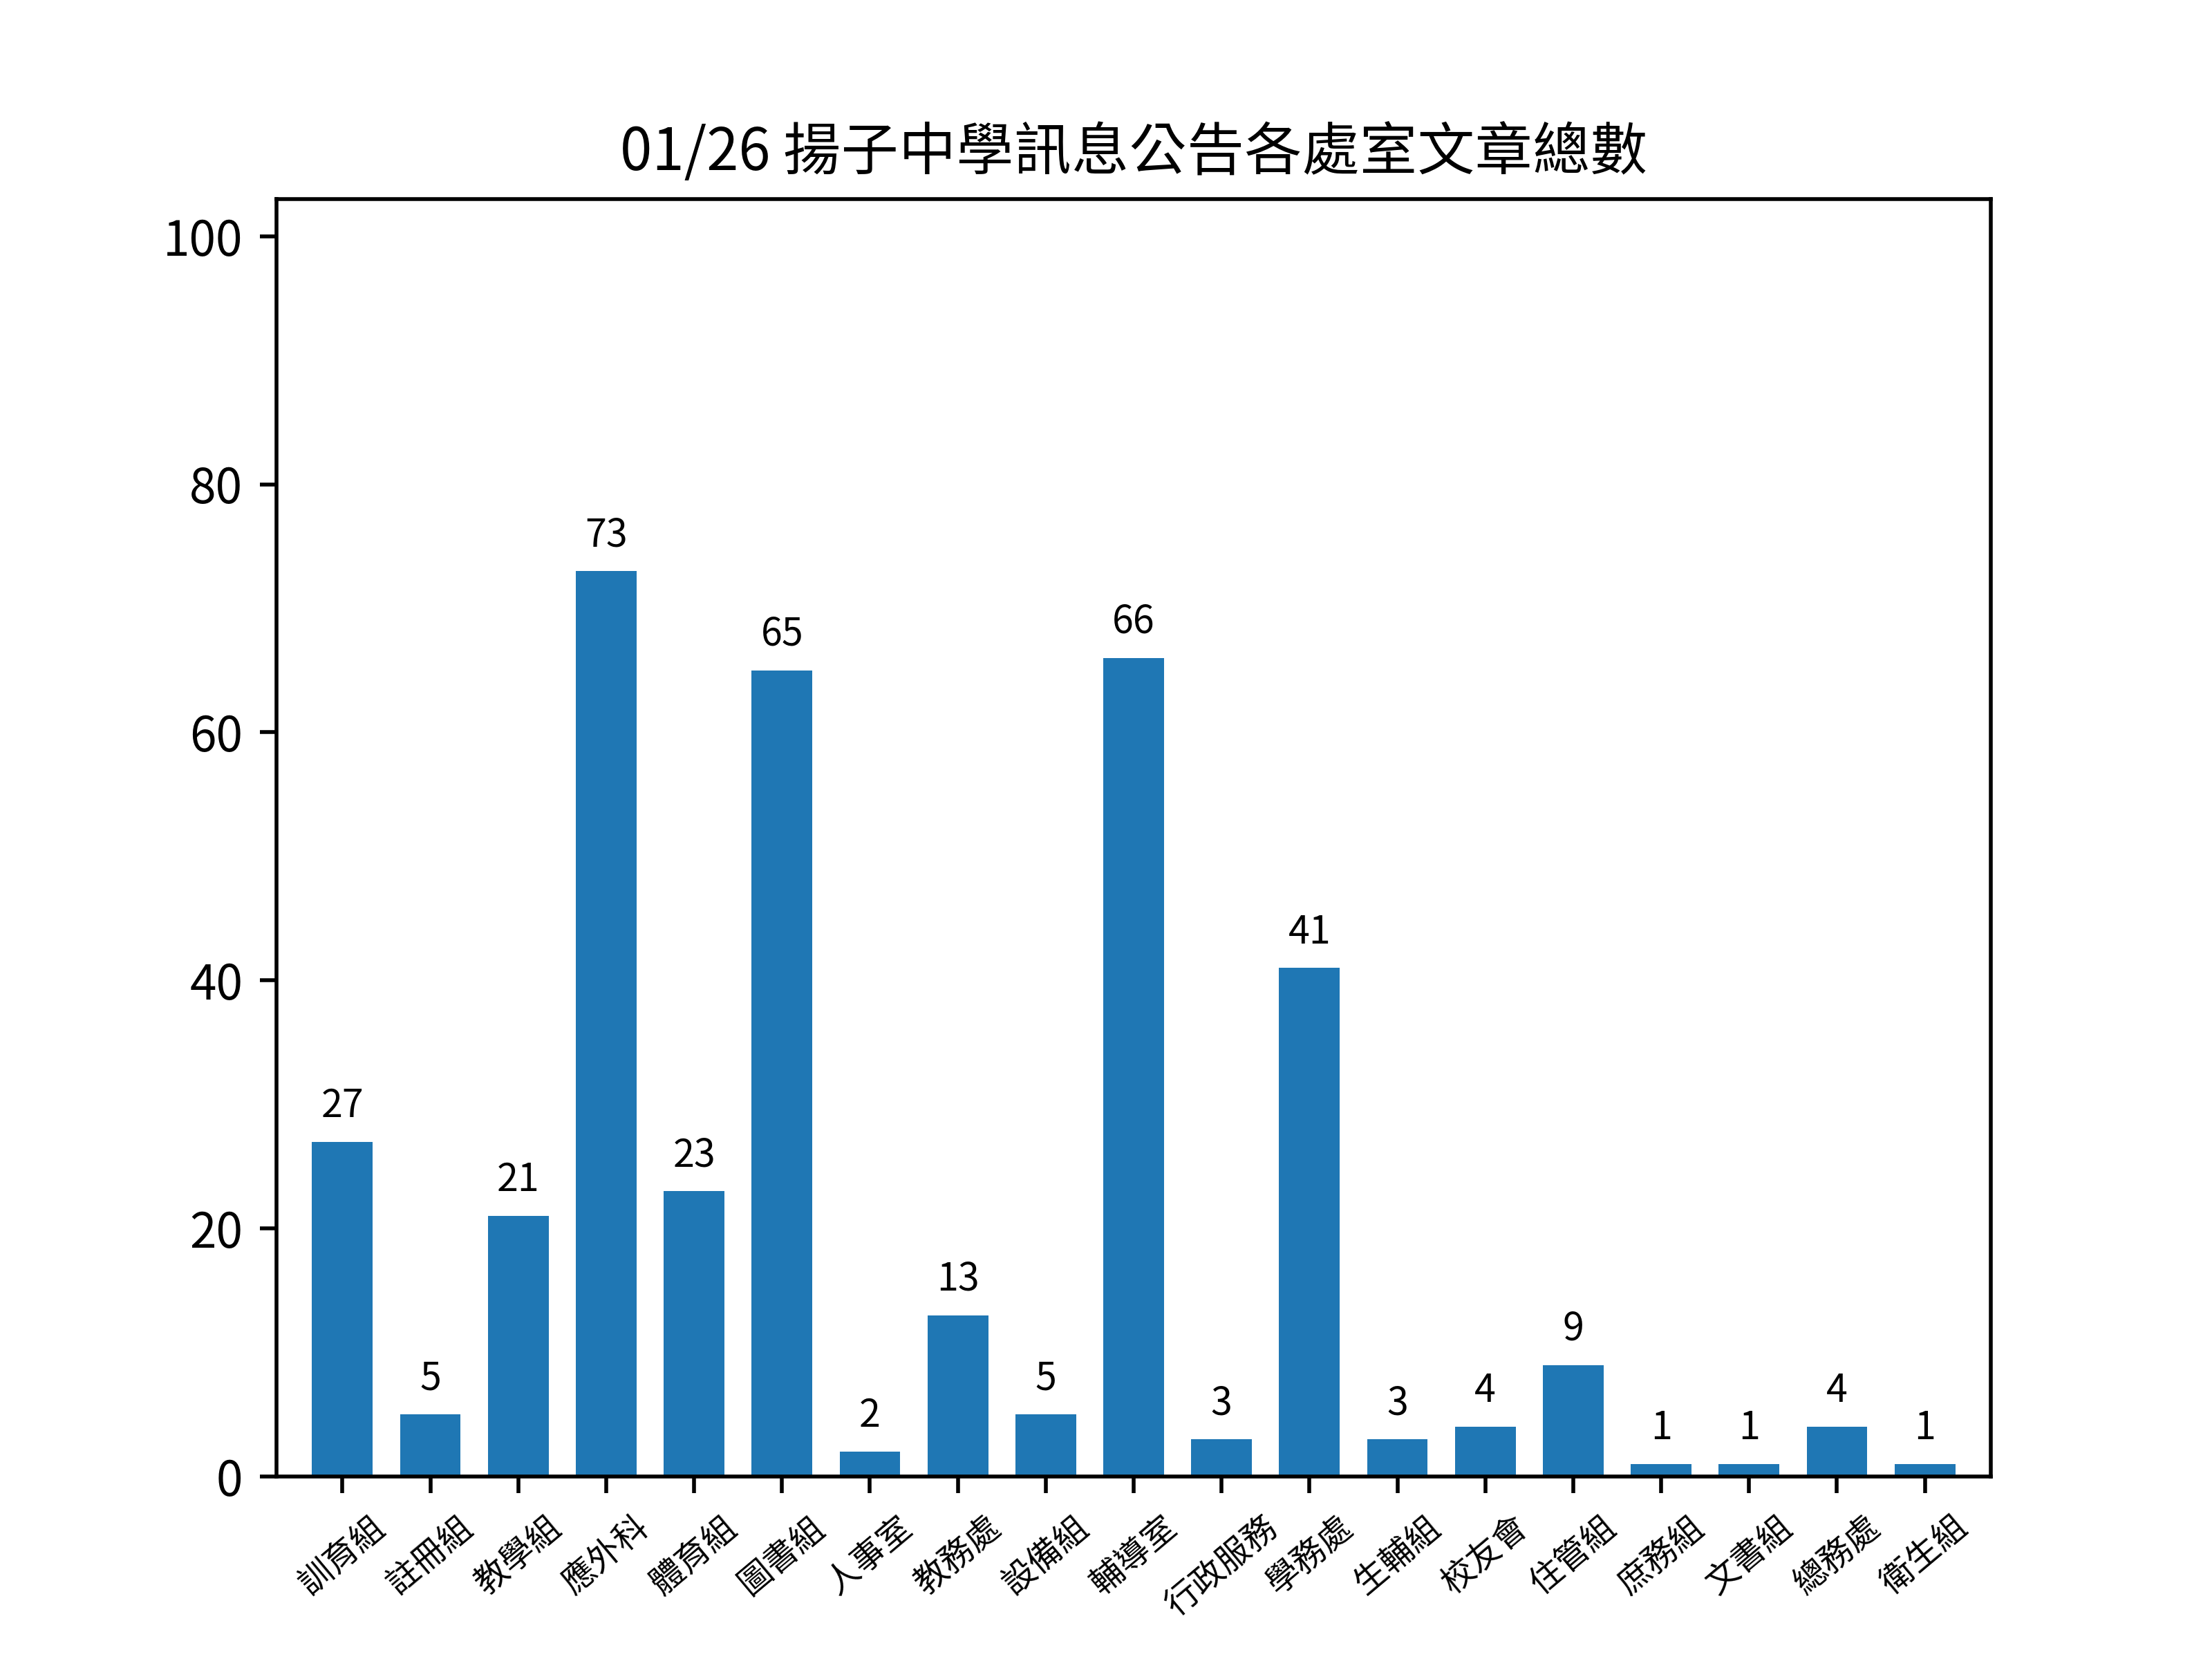 01/26 揚子中學訊息公告各處室文章總數
100
80
60
40
20
0
27
5
21
73
23
65
2
13
5
66
3
41
3
4
9
1
1
4
1
訓育組
註冊組
教學組
應外科
體育組
圖書組
人事室
教務處
設備組
輔導室
行政服務
學務處
生輔組
校友會
住管組
庶務組
文書組
總務處
衛生組